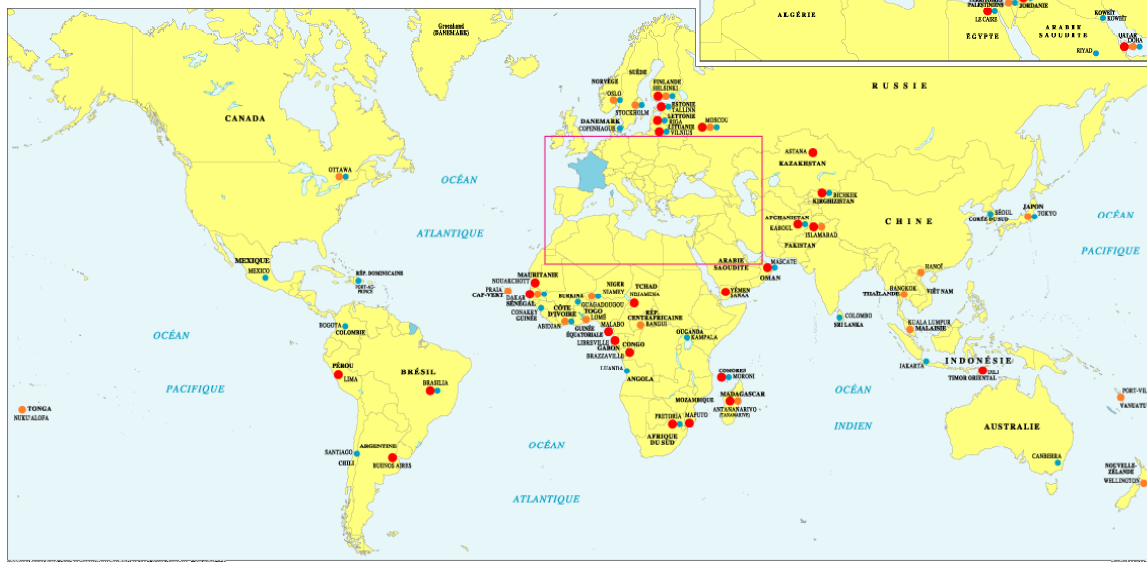 Greenland
(DANEMARK)
ALGÉRIE
PALESTINIENS
JORDANIE
LE CAIRE
ÉGYPTE
ARABIE
SAOUDITE
KOWEÏT
KOWEÏT
RIYAD
QATAR
DOHA
CANADA
OTTAWA
OCÉAN
ATLANTIQUE
NORVÈGE
OSLO
SUÈDE
STOCKHOLM
FINLANDE
HELSINKI
ESTONIE
TALLINN
LETTONIE
RIGA
LITUANIE
VILNIUS
DANEMARK
COPENHAGUE
MOSCOU
RUSSIE
ASTANA
KAZAKHSTAN
BICHKEK
KIRGHIZISTAN
AFGHANISTAN
KABOUL
ISLAMABAD
PAKISTAN
CHINE
SÉOUL
CORÉE DU SUD
JAPON
TOKYO
OCÉAN
PACIFIQUE
MEXIQUE
MEXICO
RÉP. DOMINICAINE
PORT-AU-
PRINCE
MAURITANIE
NOUAKCHOTT
PRAIA
CAP-VERT
DAKAR
SÉNÉGAL
CONAKRY
GUINÉE
BURKINA
OUAGADOUGOU
NIGER
NIAMEY
TCHAD
NDJAMENA
CÔTE
D'IVOIRE
ABIDJAN
TOGO
LOMÉ
GUINÉE
ÉQUATORIALE
MALABO
RÉP.
CENTRAFRICAINE
BANGUI
LIBREVILLE
GABON
CONGO
BRAZZAVILLE
OUGANDA
KAMPALA
LUANDA
ANGOLA
ARABIE
SAOUDITE
MASCATE
OMAN
YÉMEN
SANAA
HANOÏ
VIÊT NAM
BANGKOK
THAÏLANDE
COLOMBO
SRI LANKA
KUALA LUMPUR
MALAISIE
INDONÉSIE
JAKARTA
DILI
TIMOR ORIENTAL
BOGOTA
COLOMBIE
OCÉAN
PACIFIQUE
PÉROU
LIMA
BRÉSIL
BRASILIA
COMORES
MORONI
MOZAMBIQUE
MADAGASCAR
ANTANANARIVO
(TANANARIVE)
PRETORIA
MAPUTO
AFRIQUE
DU SUD
OCÉAN
INDIEN
PORT-VIL
VANUATU
TONGA
NUKU'ALOFA
AUSTRALIE
CANBERRA
NOUVELLE-
ZÉLANDE
WELLINGTON
ARGENTINE
SANTIAGO
CHILI
BUENOS AIRES
OCÉAN
ATLANTIQUE